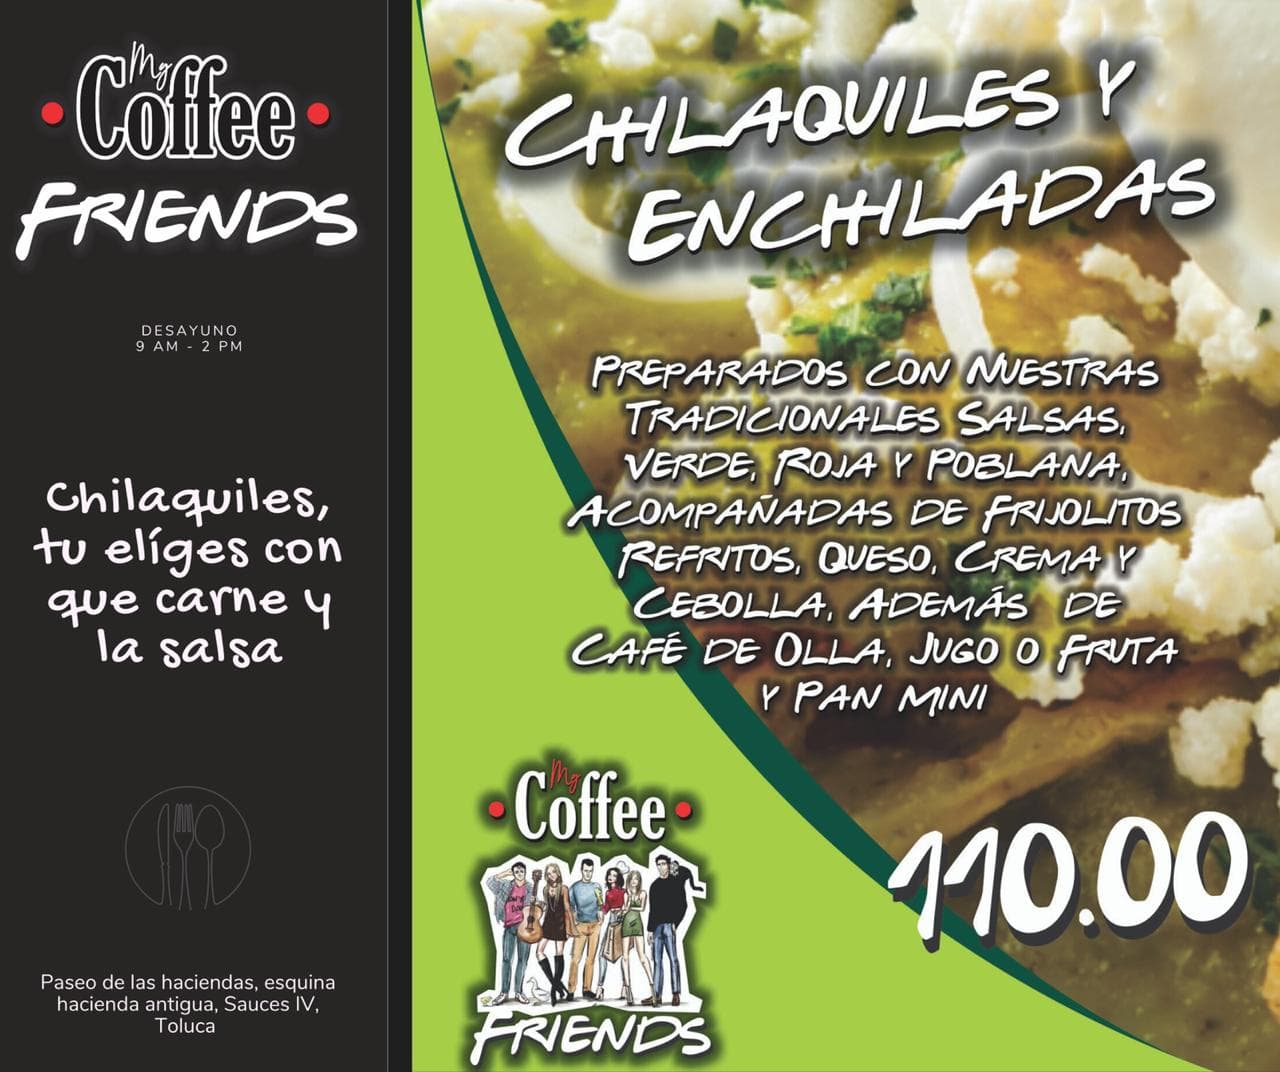 My
Coffee
FRIENDS
DESAYUNO
9 AM - 2 PM
Chilaquiles,
tu elíges con
que carne y
la salsa
Paseo de las haciendas, esquina
hacienda antigua, Sauces IV,
Toluca
CHILAQUILES Y
ENCHILADAS
PREPARADOS CON NUESTRAS
TRADICIONALES SALSAS,
VERDE, ROJA Y POBLANA,
ACOMPAÑADAS DE FRIJOLITOS
REFRITOS, QUESO, CREMA Y
CEBOLLA, ADEMÁS DE
CAFÉ DE OLLA, JUGO O FRUTA
Y PAN MINI
110.00
My
Coffee
FRIENDS